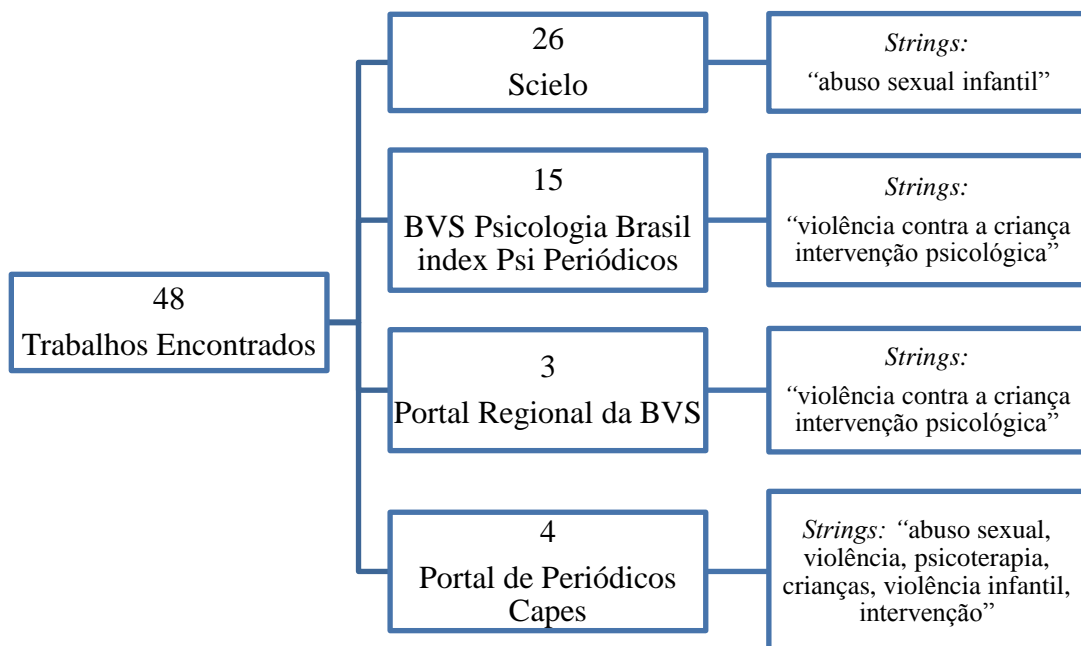 48
Trabalhos Encontrados
26
Scielo
Strings:
“abuso sexual infantil”
15
BVS Psicologia Brasil
index Psi Periódicos
Strings:
“violência contra a criança
intervenção psicológica”
3
Portal Regional da BVS
Strings:
“violência contra a criança
intervenção psicológica”
4
Portal de Periódicos
Capes
Strings: “abuso sexual,
violência, psicoterapia,
crianças, violência infantil,
intervenção”